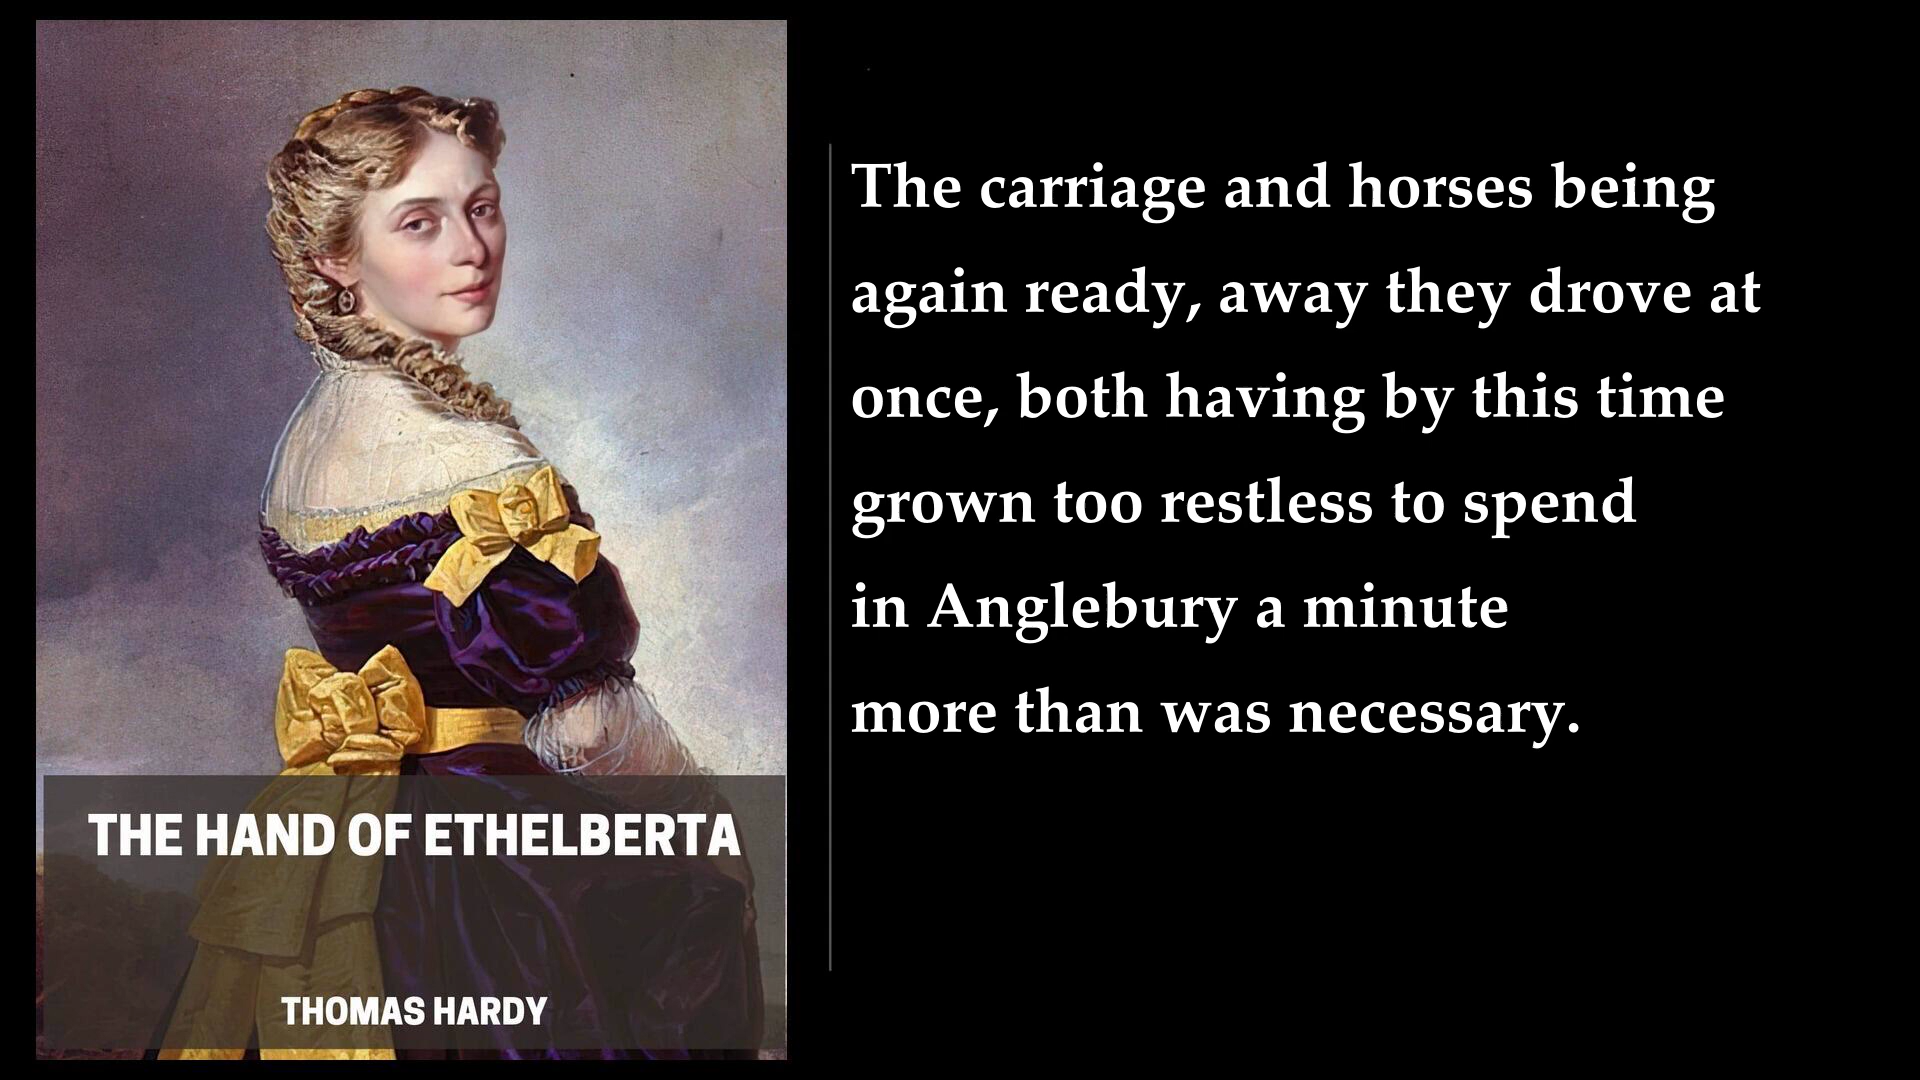 THE HAND OF ETHELBERTA
THOMAS HARDY
The carriage and horses being
again ready, away they drove at
once, both having by this time
grown too restless to spend
in Anglebury a minute
more than was necessary.